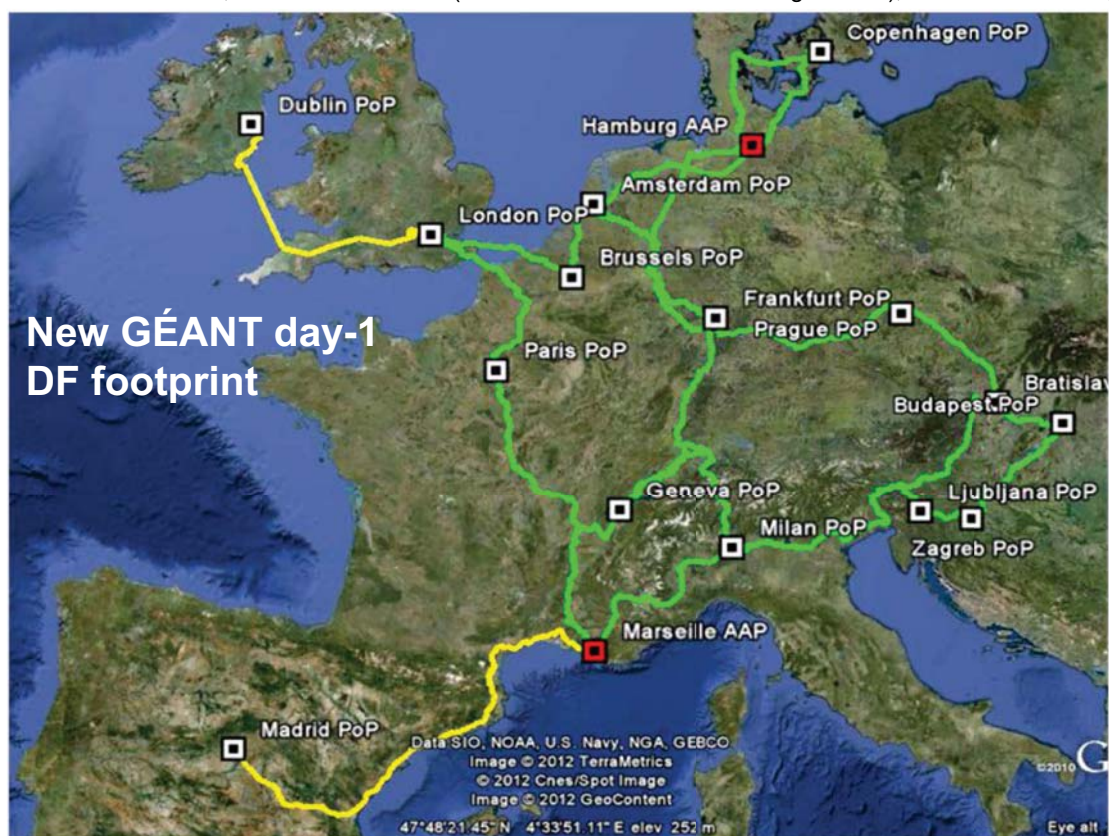 Copenhagen PoP
Dublin PoP
Hamburg AAP
Amsterdam PoP
London PoP
Brussels PoP
New GÉANT day-1
DF footprint
Frankfurt PoP
Prague PoP
Paris PoP
Bratislav
Budapest PoP
Geneva PoP
Ljubljana PoP
Milan PoP
Zagreb PoP
Marseille AAP
Madrid PoP
Data SIO, NOAA, U.S. Navy, NGA, GEBCO
Image © 2012 TerraMetrics
© 2012 Cnes/Spot Image
Image © 2012 GeoContent
©2010 G
47°48'21.45" N 4°33'51.11" E elev 252 m
Eye alt